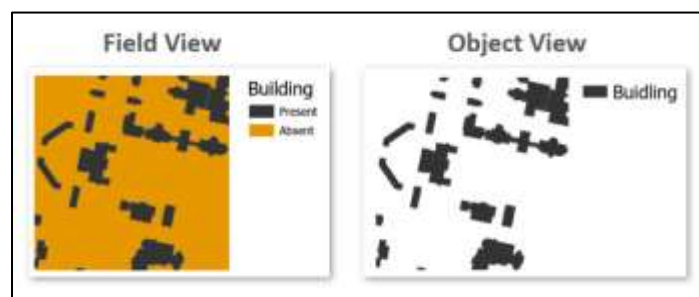 Field View
Building
Present
Absent
Object View
Buidling